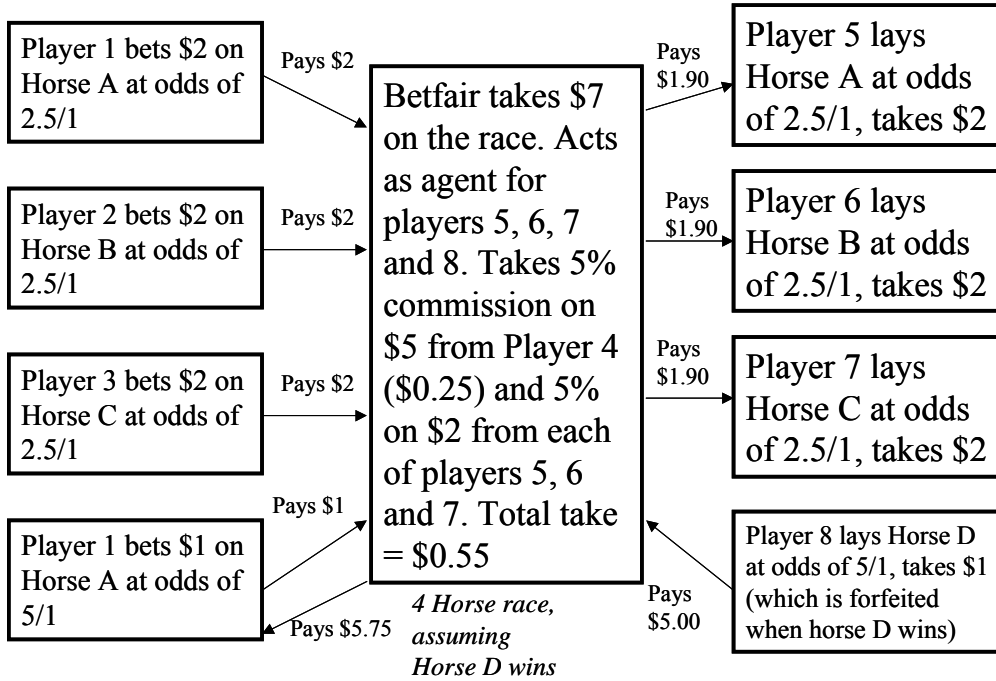 Player 1 bets $2 on
Horse A at odds of
2.5/1
Pays $2
Player 2 bets $2 on
Horse B at odds of
2.5/1
Pays $2
Player 3 bets $2 on
Horse C at odds of
2.5/1
Pays $2
Player 1 bets $1 on
Horse A at odds of
5/1
Pays $1
Pays $5.75
Betfair takes $7
on the race. Acts
as agent for
players 5, 6, 7
and 8. Takes 5%
commission on
$5 from Player 4
($0.25) and 5%
on $2 from each
of players 5, 6
and 7. Total take
= $0.55
4 Horse race,
assuming
Horse D wins
Pays
$1.90
Player 5 lays
Horse A at odds
of 2.5/1, takes $2
Pays
$1.90
Player 6 lays
Horse B at odds
of 2.5/1, takes $2
Pays
$1.90
Player 7 lays
Horse C at odds
of 2.5/1, takes $2
Pays
$5.00
Player 8 lays Horse D
at odds of 5/1, takes $1
(which is forfeited
when horse D wins)